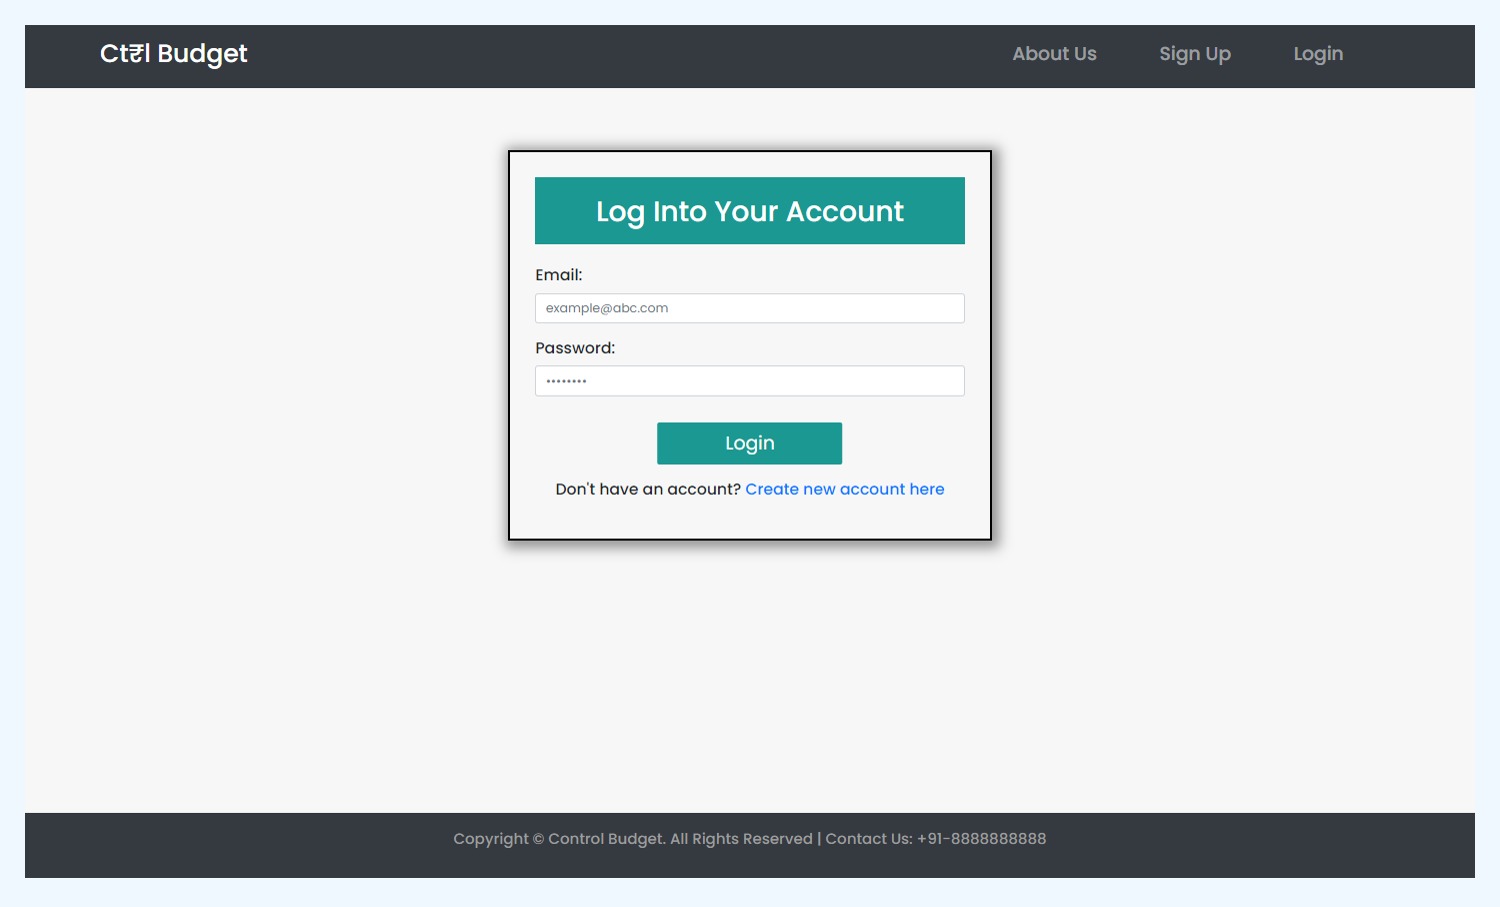 Ct₹l Budget
About Us
Sign Up
Login
Log Into Your Account
Email:
example@abc.com
Password:
••••••••
Login
Don't have an account? Create new account here
Copyright © Control Budget. All Rights Reserved | Contact Us: +91-8888888888